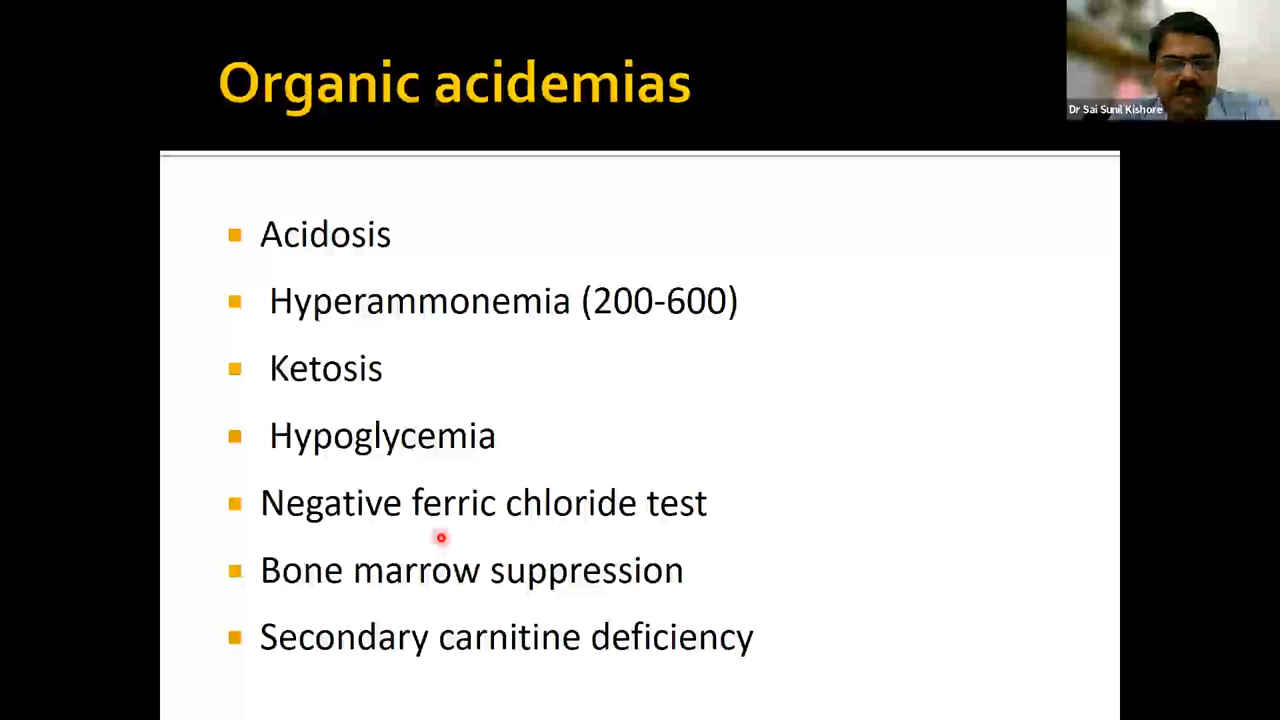 Organic acidemias
Dr Sai Sunil Kishore
Acidosis
Hyperammonemia (200-600)
Ketosis
Hypoglycemia
Negative ferric chloride test
Bone marrow suppression
Secondary carnitine deficiency